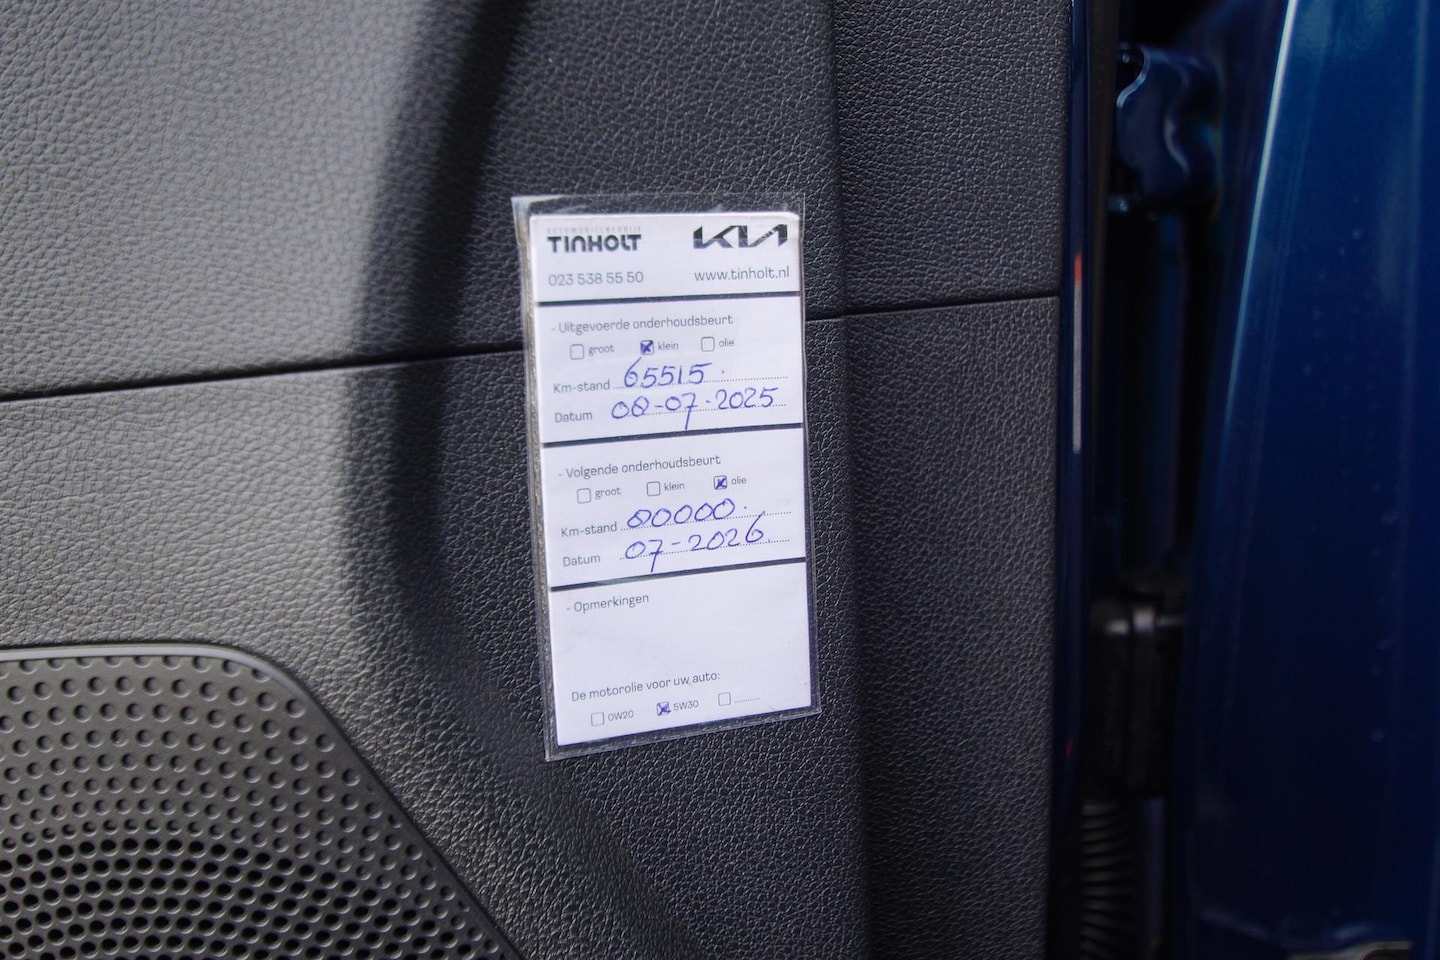 AUTOMOBIELBEDRIJF
TINHOLT KIA
023 538 55 50 www.tinholt.nl
- Uitgevoerde onderhoudsbeurt
groot klein olie
Km-stand 65515.
Datum 08-07-2025
- Volgende onderhoudsbeurt
groot klein olie
Km-stand 80000.
Datum 07-2026.
- Opmerkingen
De motorolie voor uw auto:
0W20 5W30